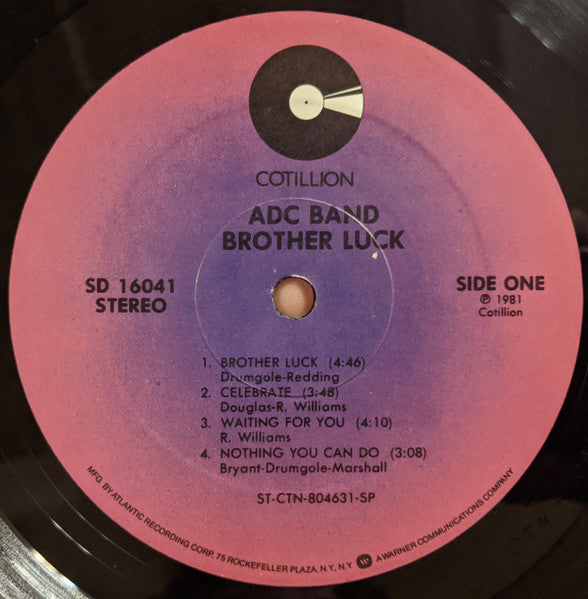 COTILLION
ADC BAND
BROTHER LUCK
SD 16041
STEREO
SIDE ONE
℗ 1981
Cotillion
1. BROTHER LUCK (4:46)
Drumgole-Redding
2. CELEBRATE (3:48)
Douglas-R. Williams
3. WAITING FOR YOU (4:10)
R. Williams
4. NOTHING YOU CAN DO (3:08)
Bryant-Drumgole-Marshall
ST-CTN-804631-SP
MFG. BY ATLANTIC RECORDING CORP., 75 ROCKEFELLER PLAZA, N.Y., N.Y. W A WARNER COMMUNICATIONS COMPANY